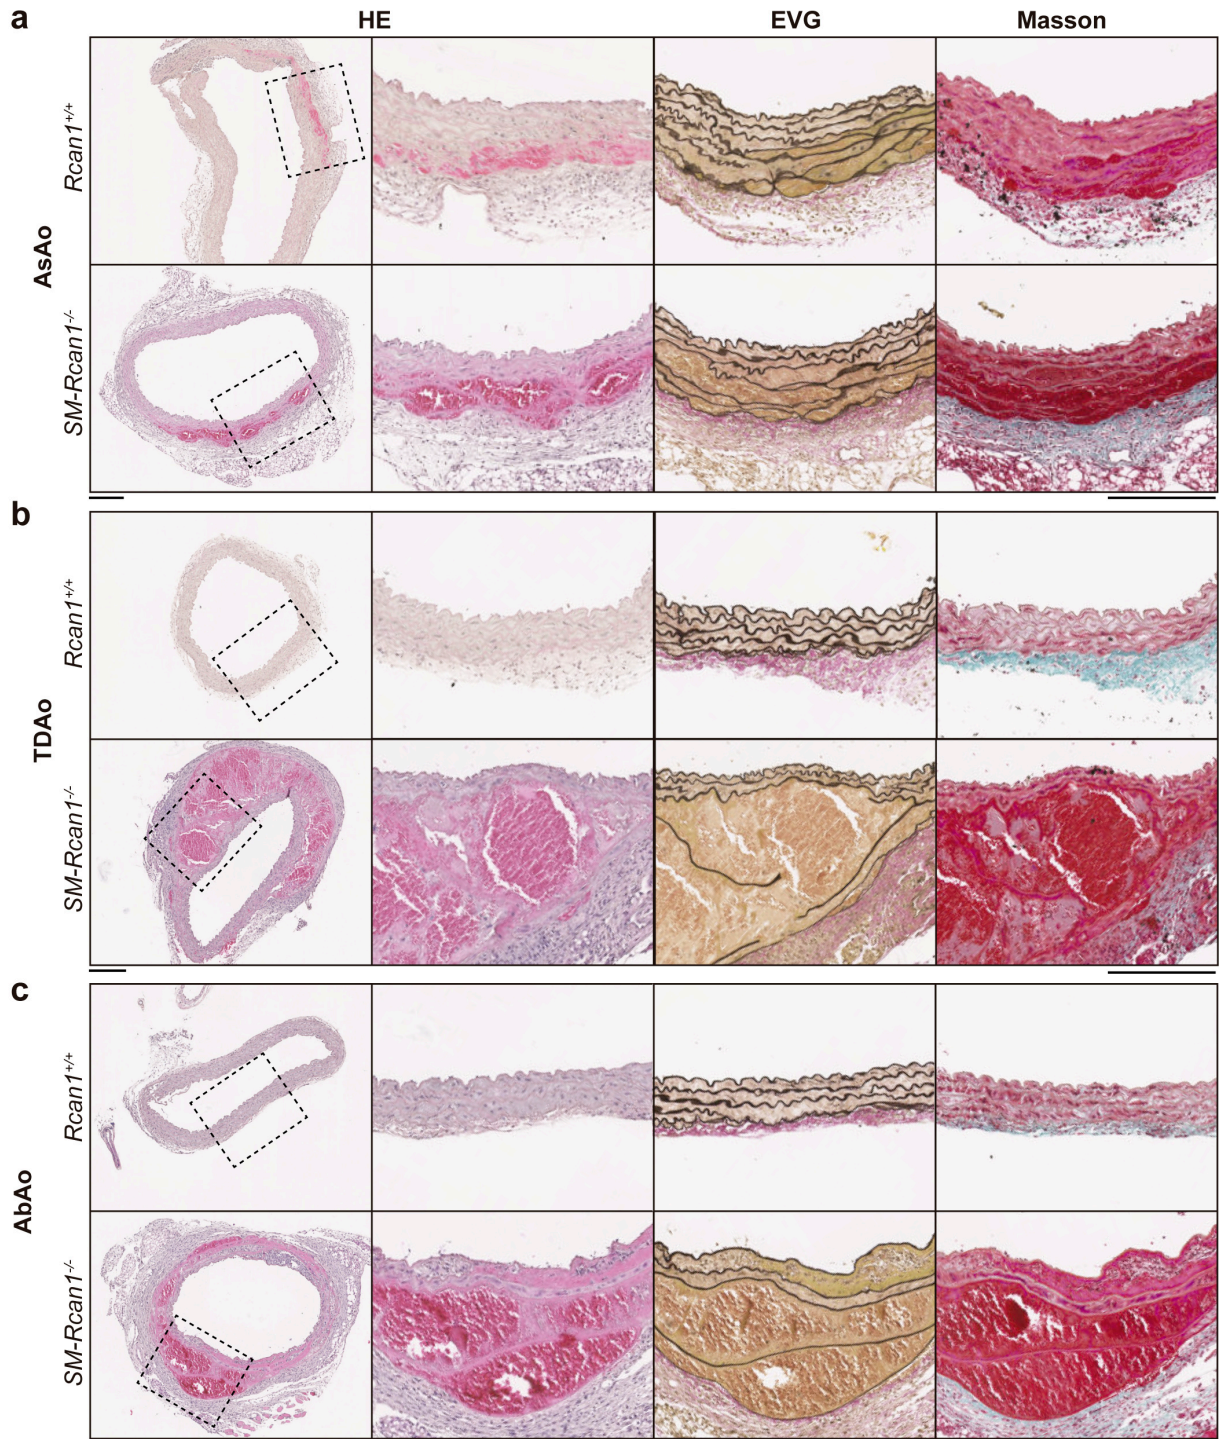 a
HE
EVG
Masson
AsAo
Rcan1+/+
SM-Rcan1-/-
b
TDAo
Rcan1+/+
SM-Rcan1-/-
c
AbAo
Rcan1+/+
SM-Rcan1-/-